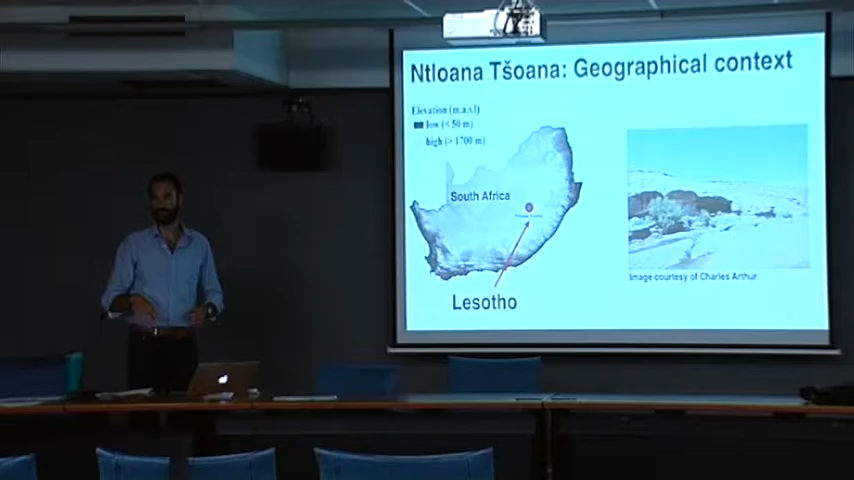 Ntloana Tšoana: Geographical context
Elevation (m.a.s.l)
low (< 50 m)
high (> 1700 m)
South Africa
Lesotho
Image courtesy of Charles Arthur